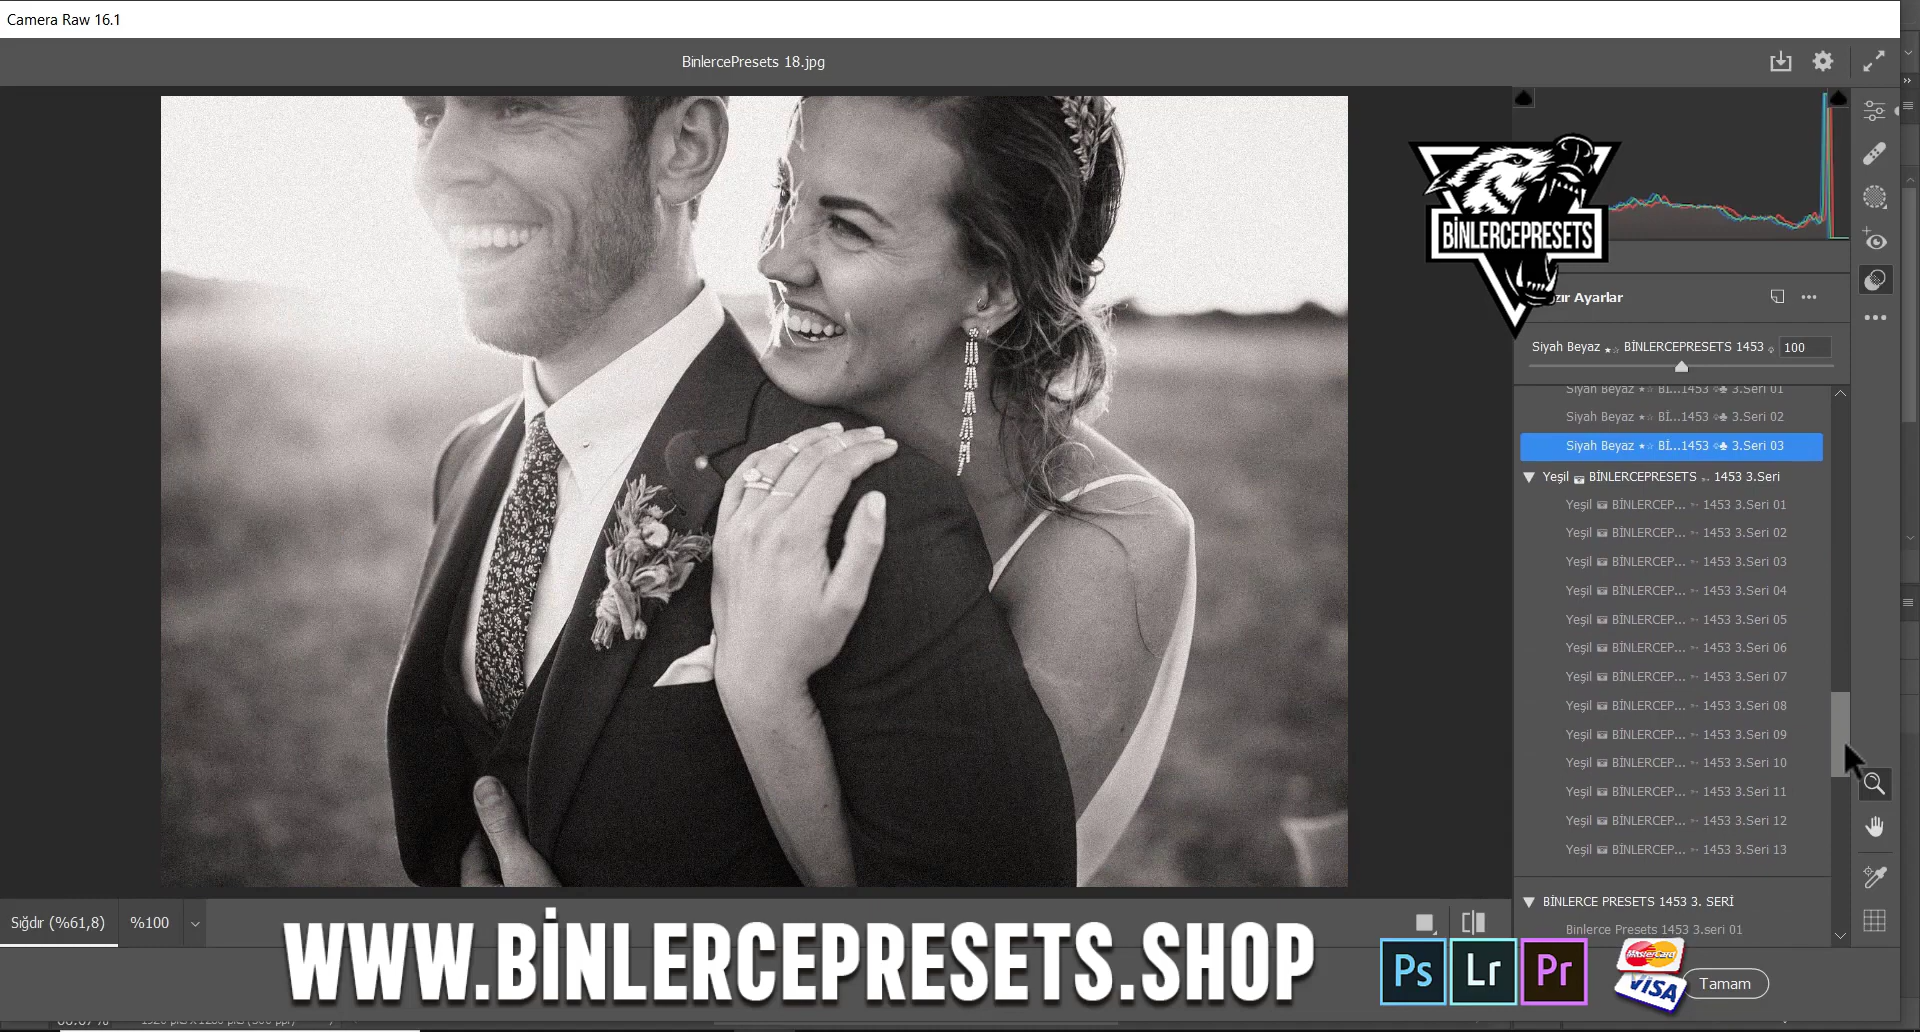 Camera Raw 16.1
BinlercePresets 18.jpg
BİNLERCEPRESETS
zır Ayarlar
Siyah Beyaz ★☆ BİNLERCEPRESETS 1453
100
Siyah Beyaz ★☆ Bİ...1453 ♧♣ 3.Seri 01
Siyah Beyaz ★☆ Bİ...1453 ♧♣ 3.Seri 02
Siyah Beyaz ★☆ Bİ...1453 ♧♣ 3.Seri 03
Yeşil BİNLERCEPRESETS 1453 3.Seri
Yeşil BİNLERCEP... 1453 3.Seri 01
Yeşil BİNLERCEP... 1453 3.Seri 02
Yeşil BİNLERCEP... 1453 3.Seri 03
Yeşil BİNLERCEP... 1453 3.Seri 04
Yeşil BİNLERCEP... 1453 3.Seri 05
Yeşil BİNLERCEP... 1453 3.Seri 06
Yeşil BİNLERCEP... 1453 3.Seri 07
Yeşil BİNLERCEP... 1453 3.Seri 08
Yeşil BİNLERCEP... 1453 3.Seri 09
Yeşil BİNLERCEP... 1453 3.Seri 10
Yeşil BİNLERCEP... 1453 3.Seri 11
Yeşil BİNLERCEP... 1453 3.Seri 12
Yeşil BİNLERCEP... 1453 3.Seri 13
BİNLERCE PRESETS 1453 3. SERİ
Binlerce Presets 1453 3.seri 01
Sığdır (%61,8)
%100
WWW.BİNLERCEPRESETS.SHOP
Ps
Lr
Pr
MasterCard
VISA
Tamam